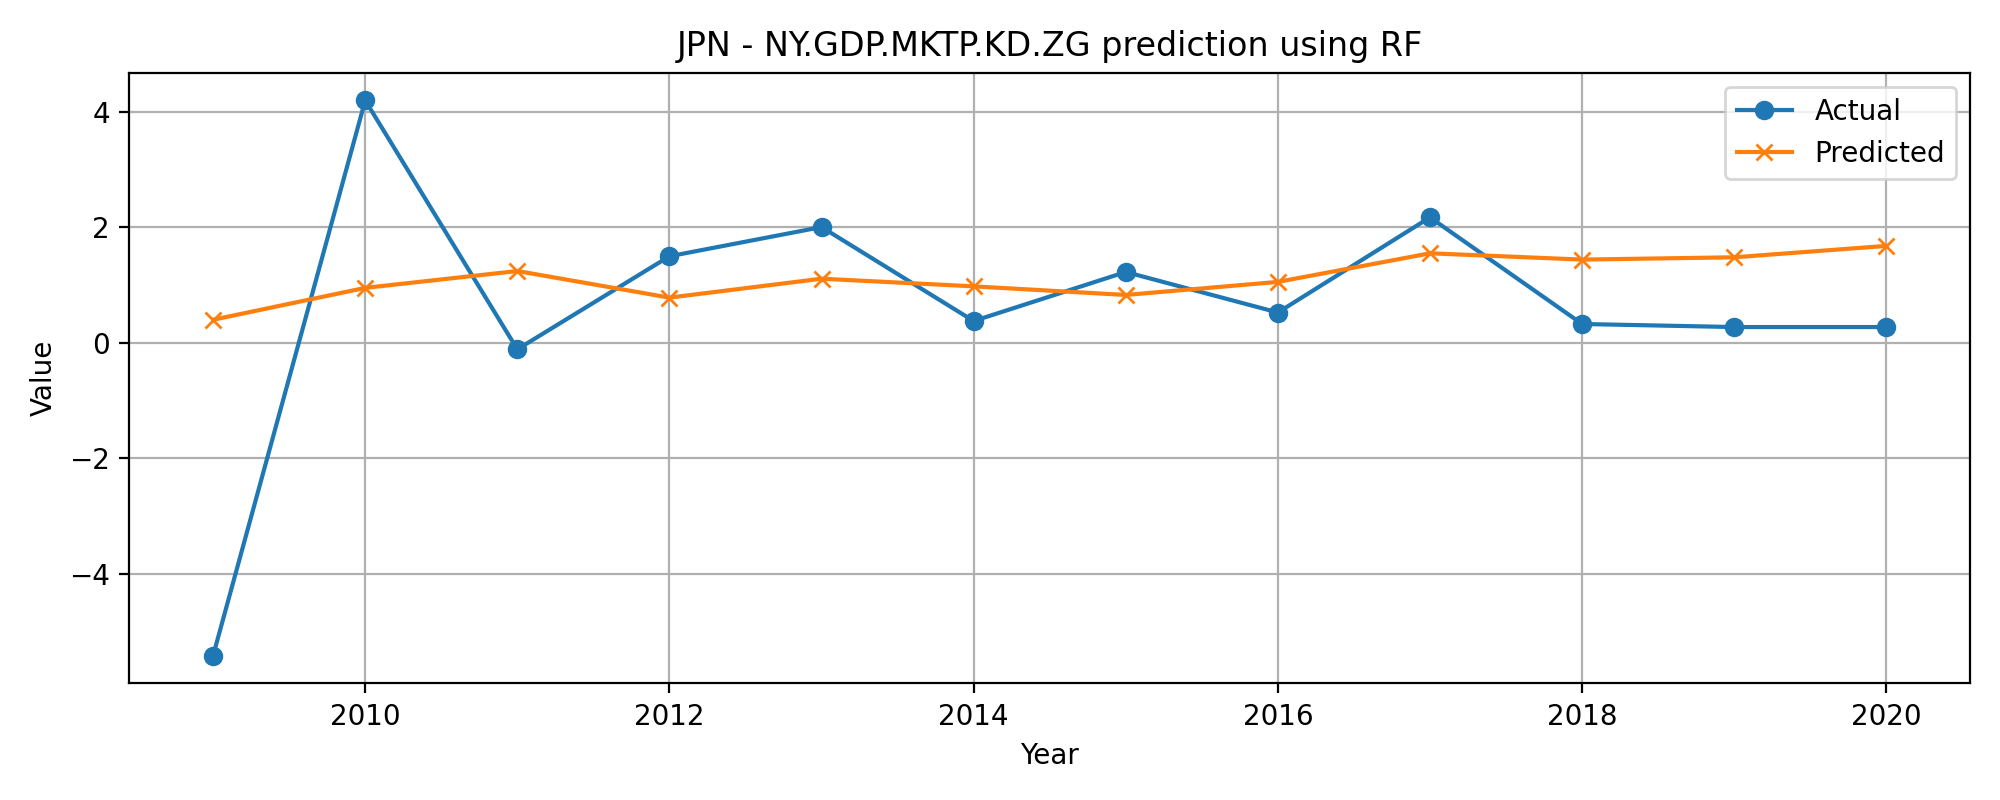 JPN - NY.GDP.MKTP.KD.ZG prediction using RF
Actual
Predicted
4
2
0
−2
−4
Value
2010 2012 2014 2016 2018 2020
Year